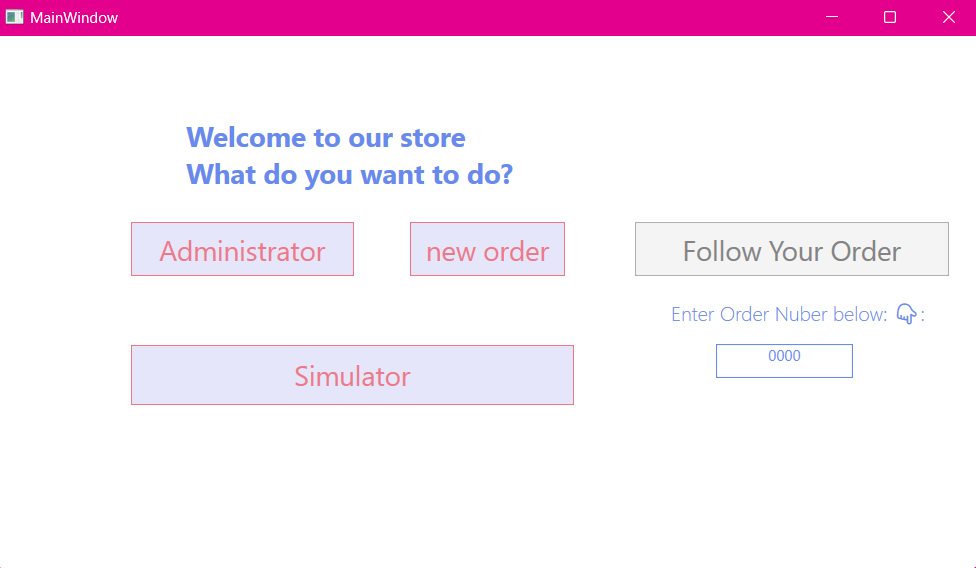 MainWindow
Welcome to our store
What do you want to do?
Administrator
new order
Follow Your Order
Enter Order Nuber below: 👇:
0000
Simulator